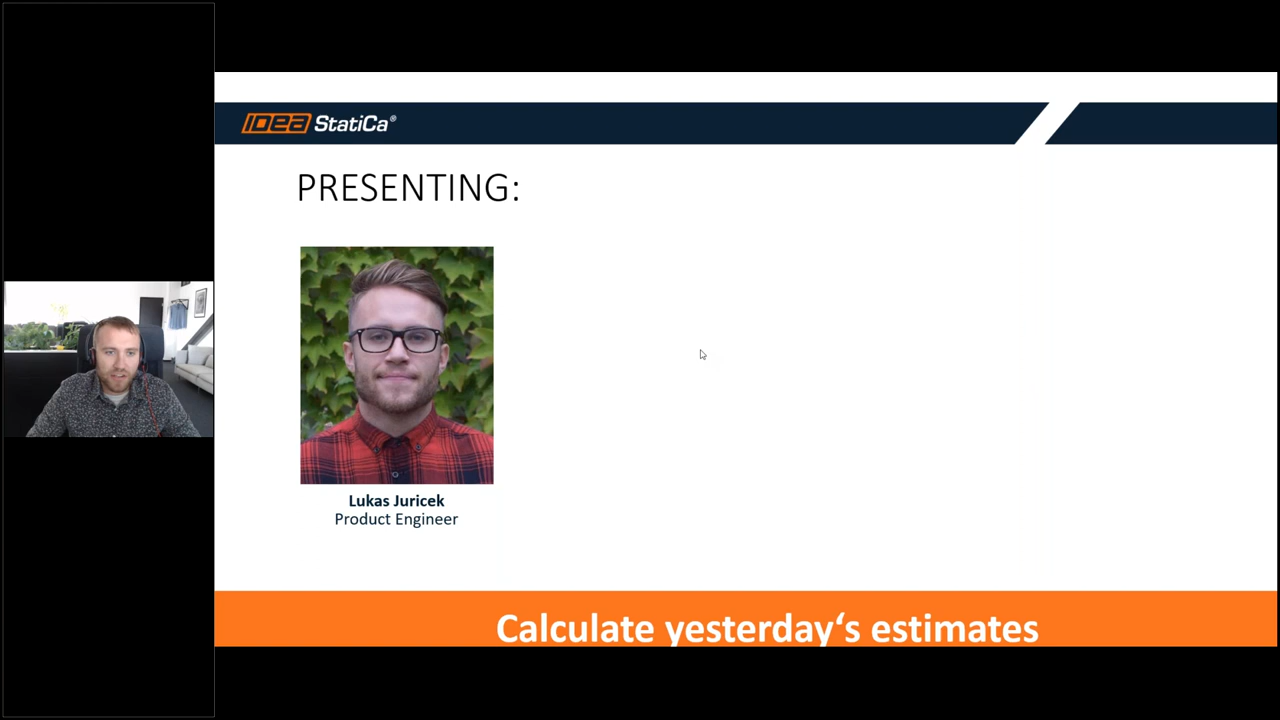 IDEA StatiCa®
PRESENTING:
Lukas Juricek
Product Engineer
Calculate yesterday‘s estimates